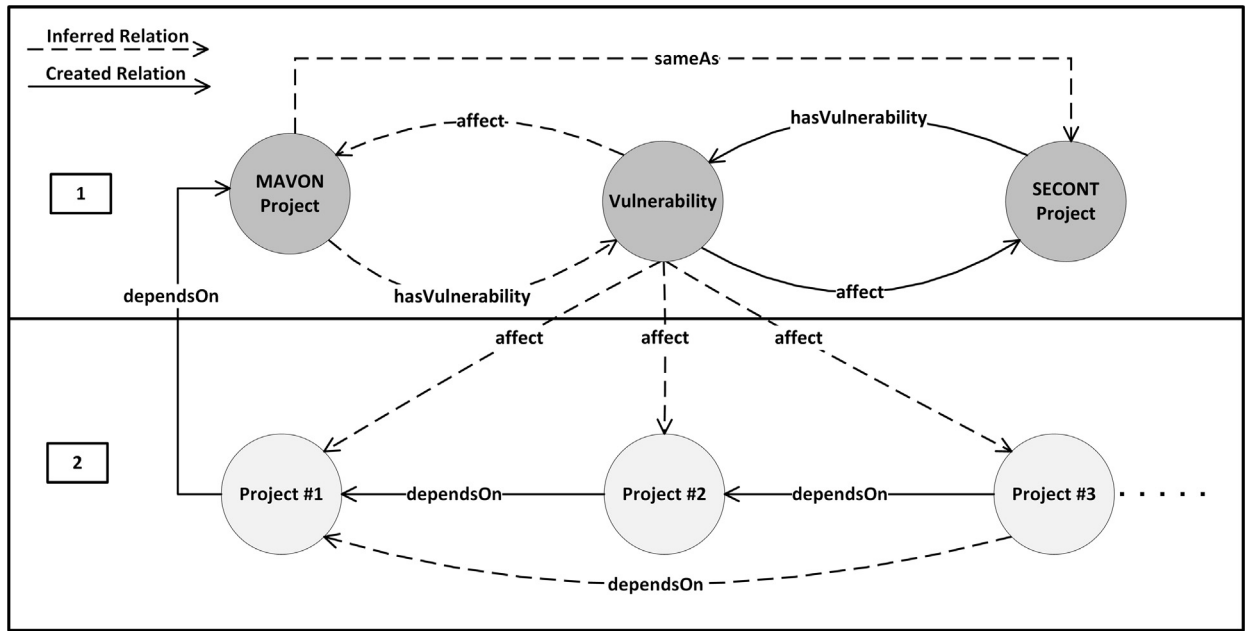 Inferred Relation
Created Relation
sameAs
affect
hasVulnerability
1
MAVON
Project
Vulnerability
SECONT
Project
dependsOn
hasVulnerability
affect
affect
affect
affect
2
Project #1
dependsOn
Project #2
dependsOn
Project #3
. . . . .
dependsOn